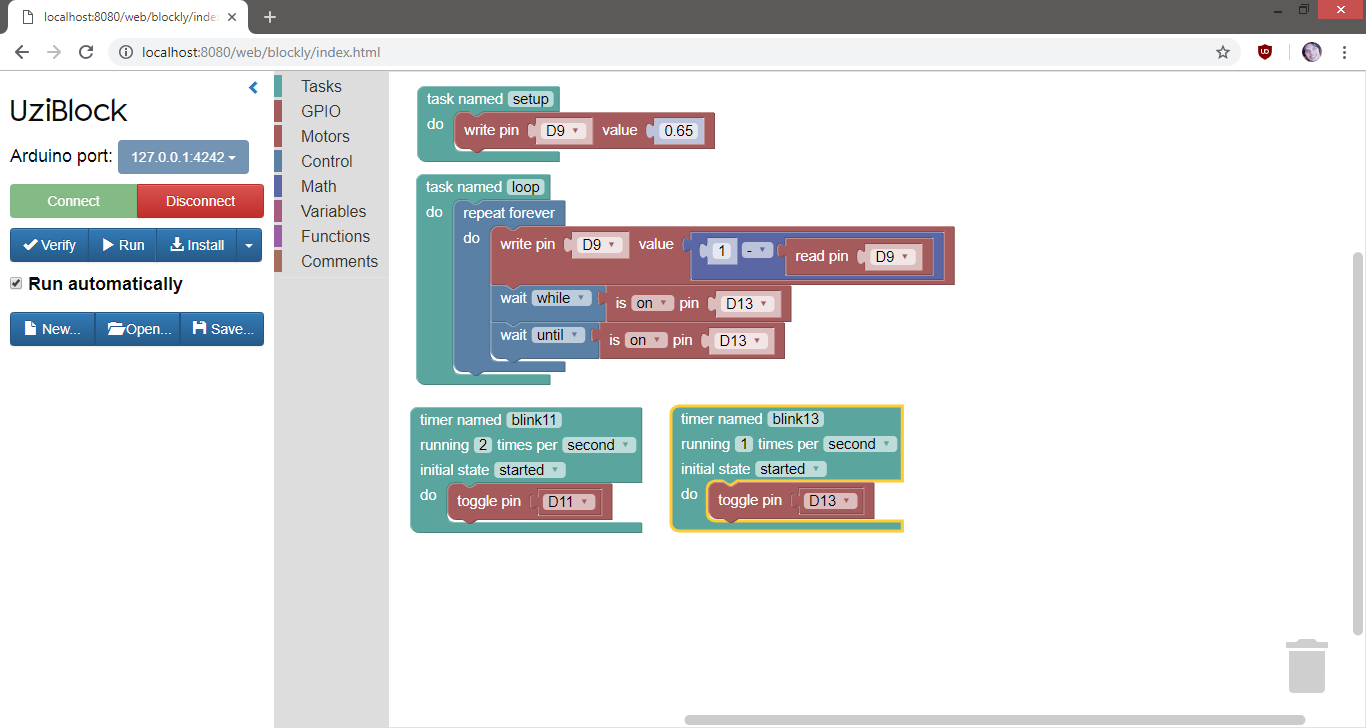 localhost:8080/web/blockly/inde
localhost:8080/web/blockly/index.html
UziBlock
Arduino port: 127.0.0.1:4242
Connect Disconnect
Verify Run Install
Run automatically
New... Open... Save...
Tasks
GPIO
Motors
Control
Math
Variables
Functions
Comments
task named setup
do write pin D9 value 0.65
task named loop
do repeat forever
do write pin D9 value 1 - read pin D9
wait while is on pin D13
wait until is on pin D13
timer named blink11
running 2 times per second
initial state started
do toggle pin D11
timer named blink13
running 1 times per second
initial state started
do toggle pin D13